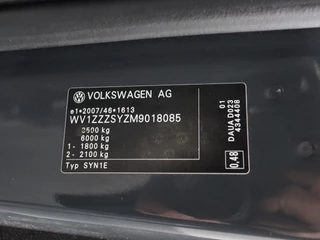 VOLKSWAGEN AG
e1*2007/46*1613
WV1ZZZSYZM9018085
3500 kg
6000 kg
1 - 1800 kg
2 - 2100 kg
Typ SYN1E
01
DAUA D023
4344408
0.48